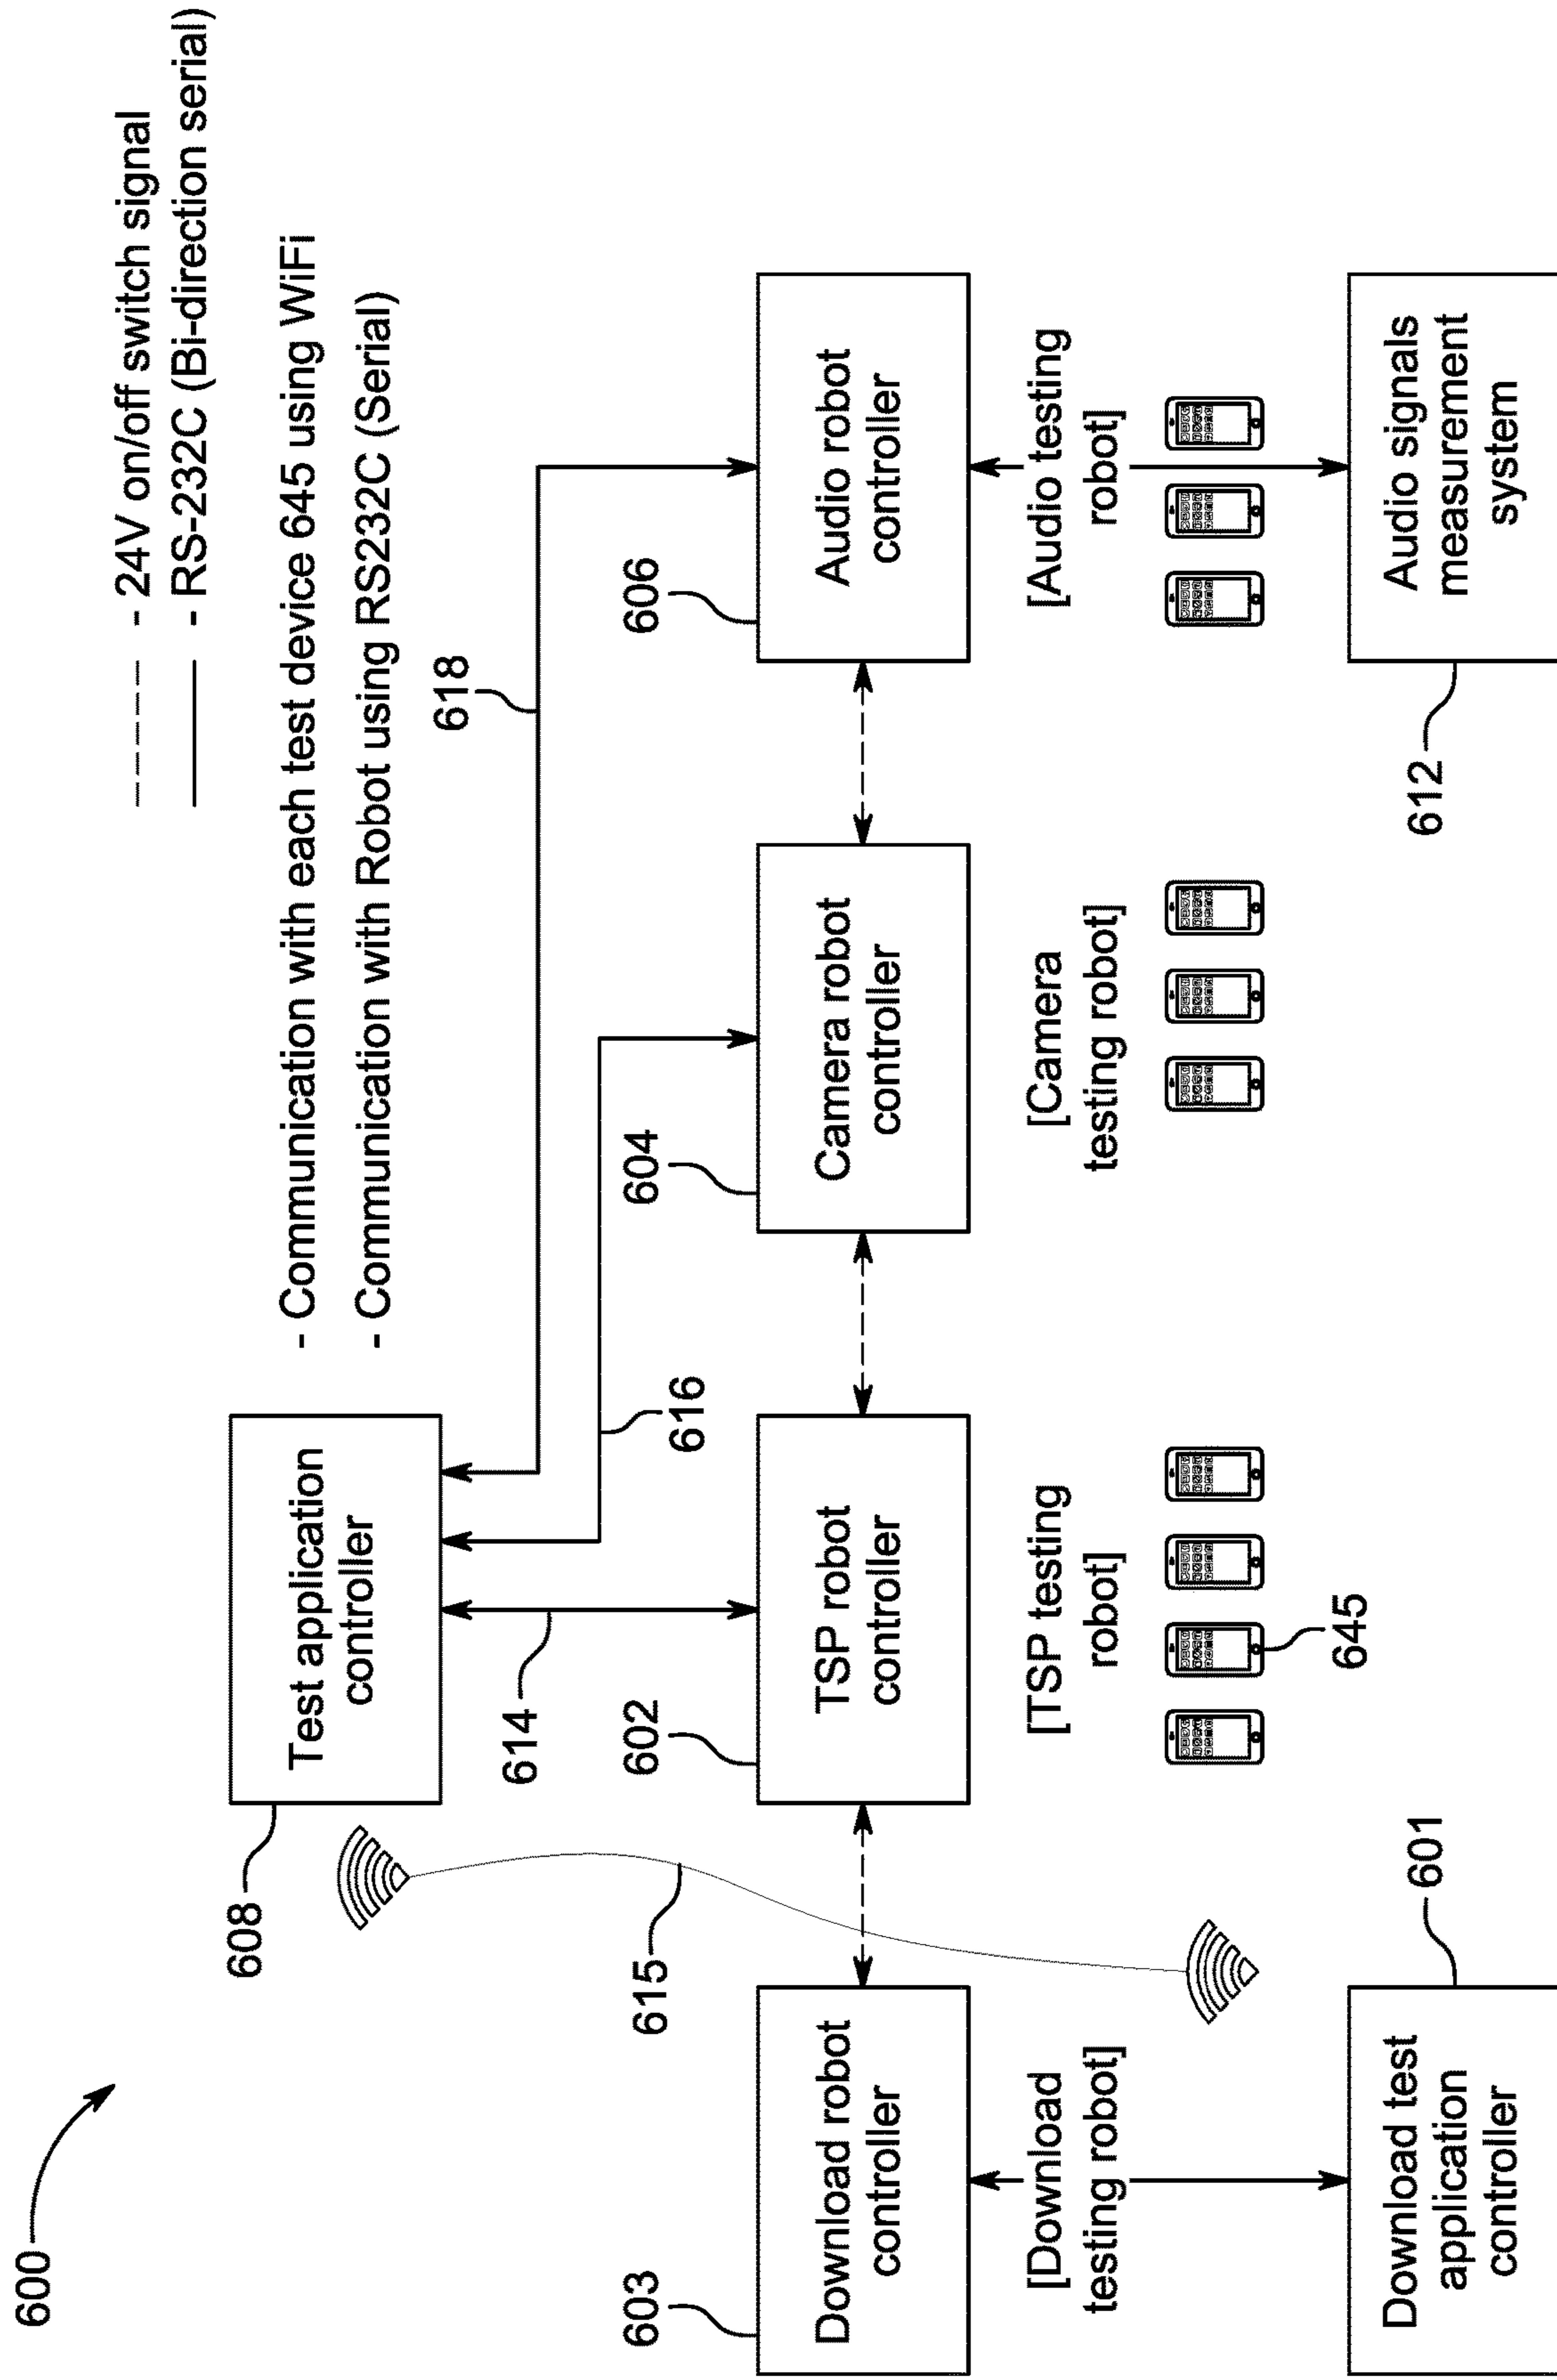 600
- 24V on/off switch signal
- RS-232C (Bi-direction serial)
608
Test application
controller
- Communication with each test device 645 using WiFi
- Communication with Robot using RS232C (Serial)
618
614
616
615
603
Download robot
controller
602
TSP robot
controller
604
Camera robot
controller
606
Audio robot
controller
[Download
testing robot]
[TSP testing
robot]
[Camera
testing robot]
[Audio testing
robot]
645
601
Download test
application
controller
612
Audio signals
measurement
system